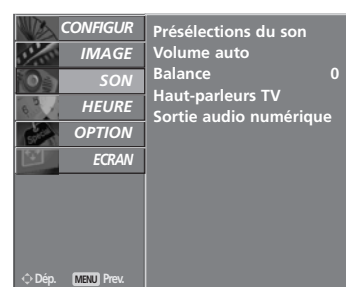 CONFIGUR
IMAGE
SON
HEURE
OPTION
ECRAN
Dép. MENU Prev.
Présélections du son
Volume auto
Balance 0
Haut-parleurs TV
Sortie audio numérique